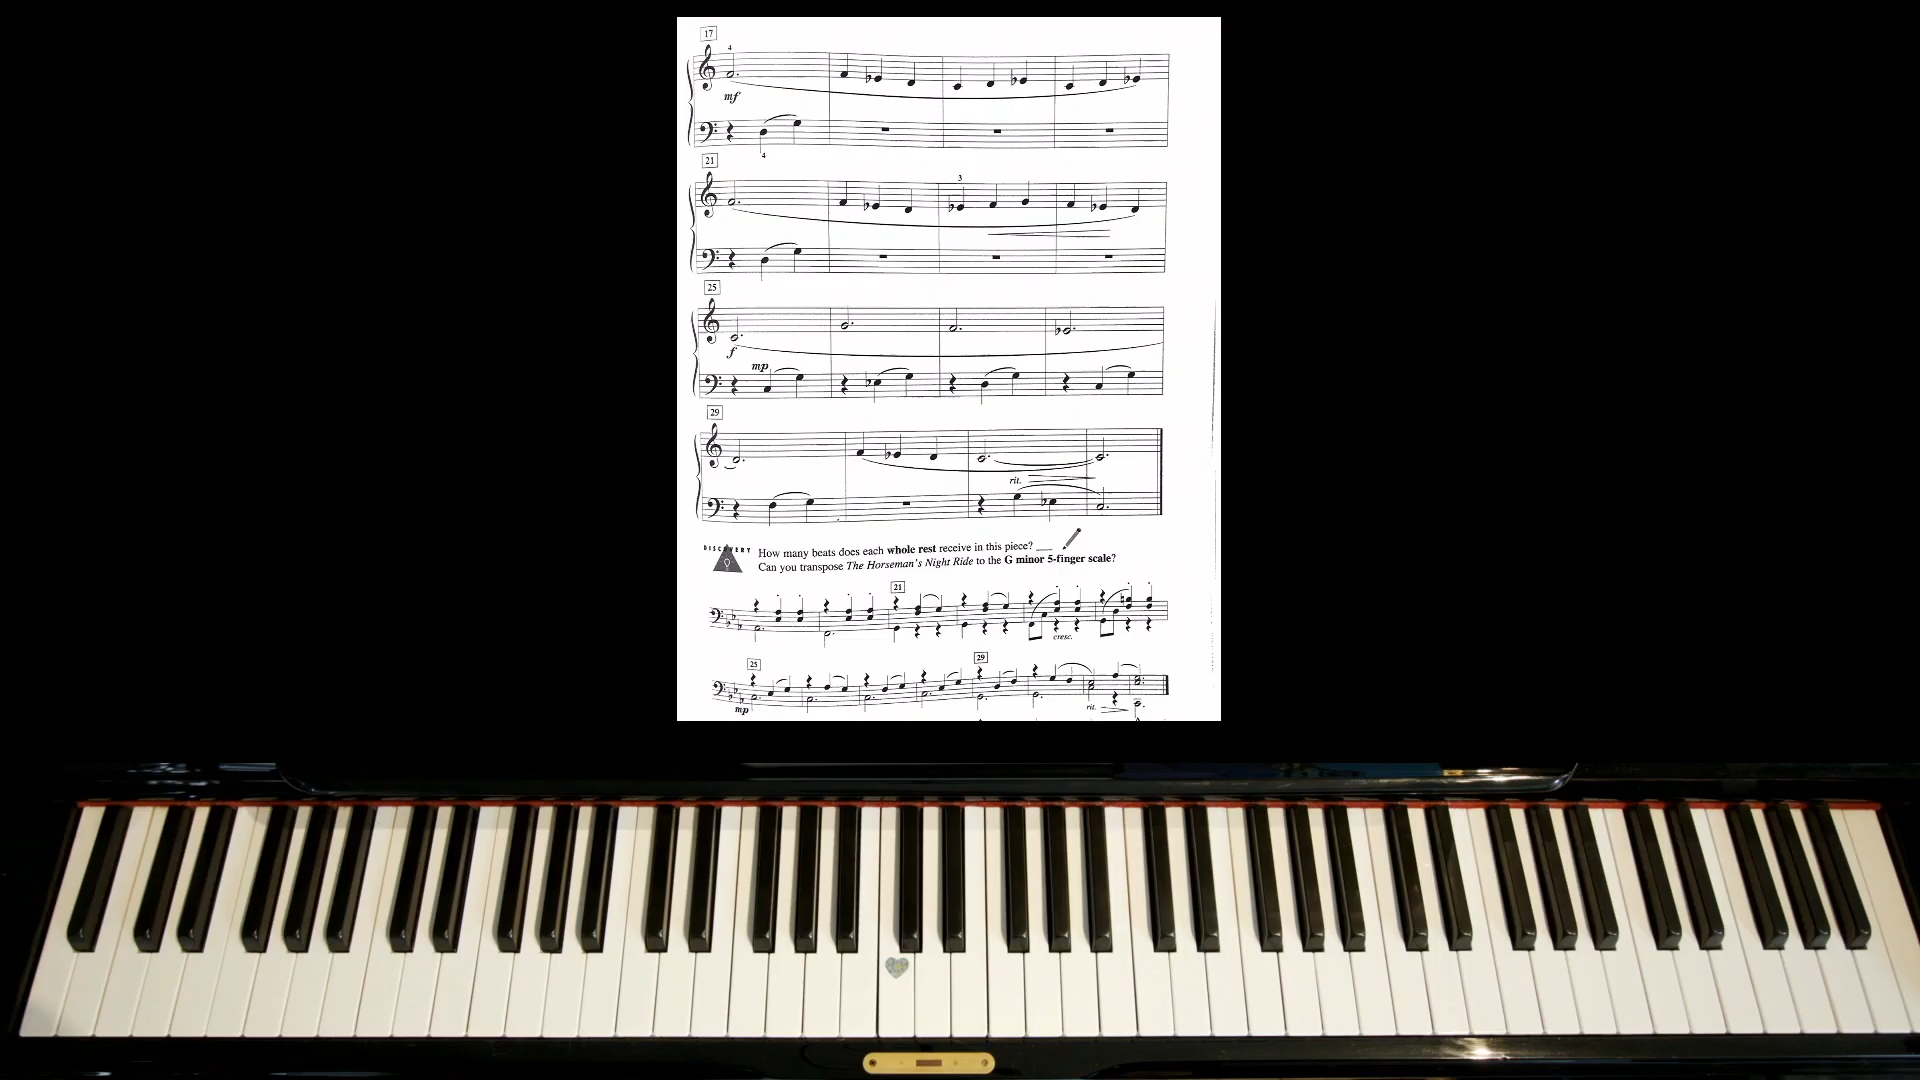 17
4
mf
4
21
3
25
f
mp
29
rit.
DISCOVERY
How many beats does each whole rest receive in this piece? ___
Can you transpose The Horseman's Night Ride to the G minor 5-finger scale?
21
cresc.
25
29
mp
rit.